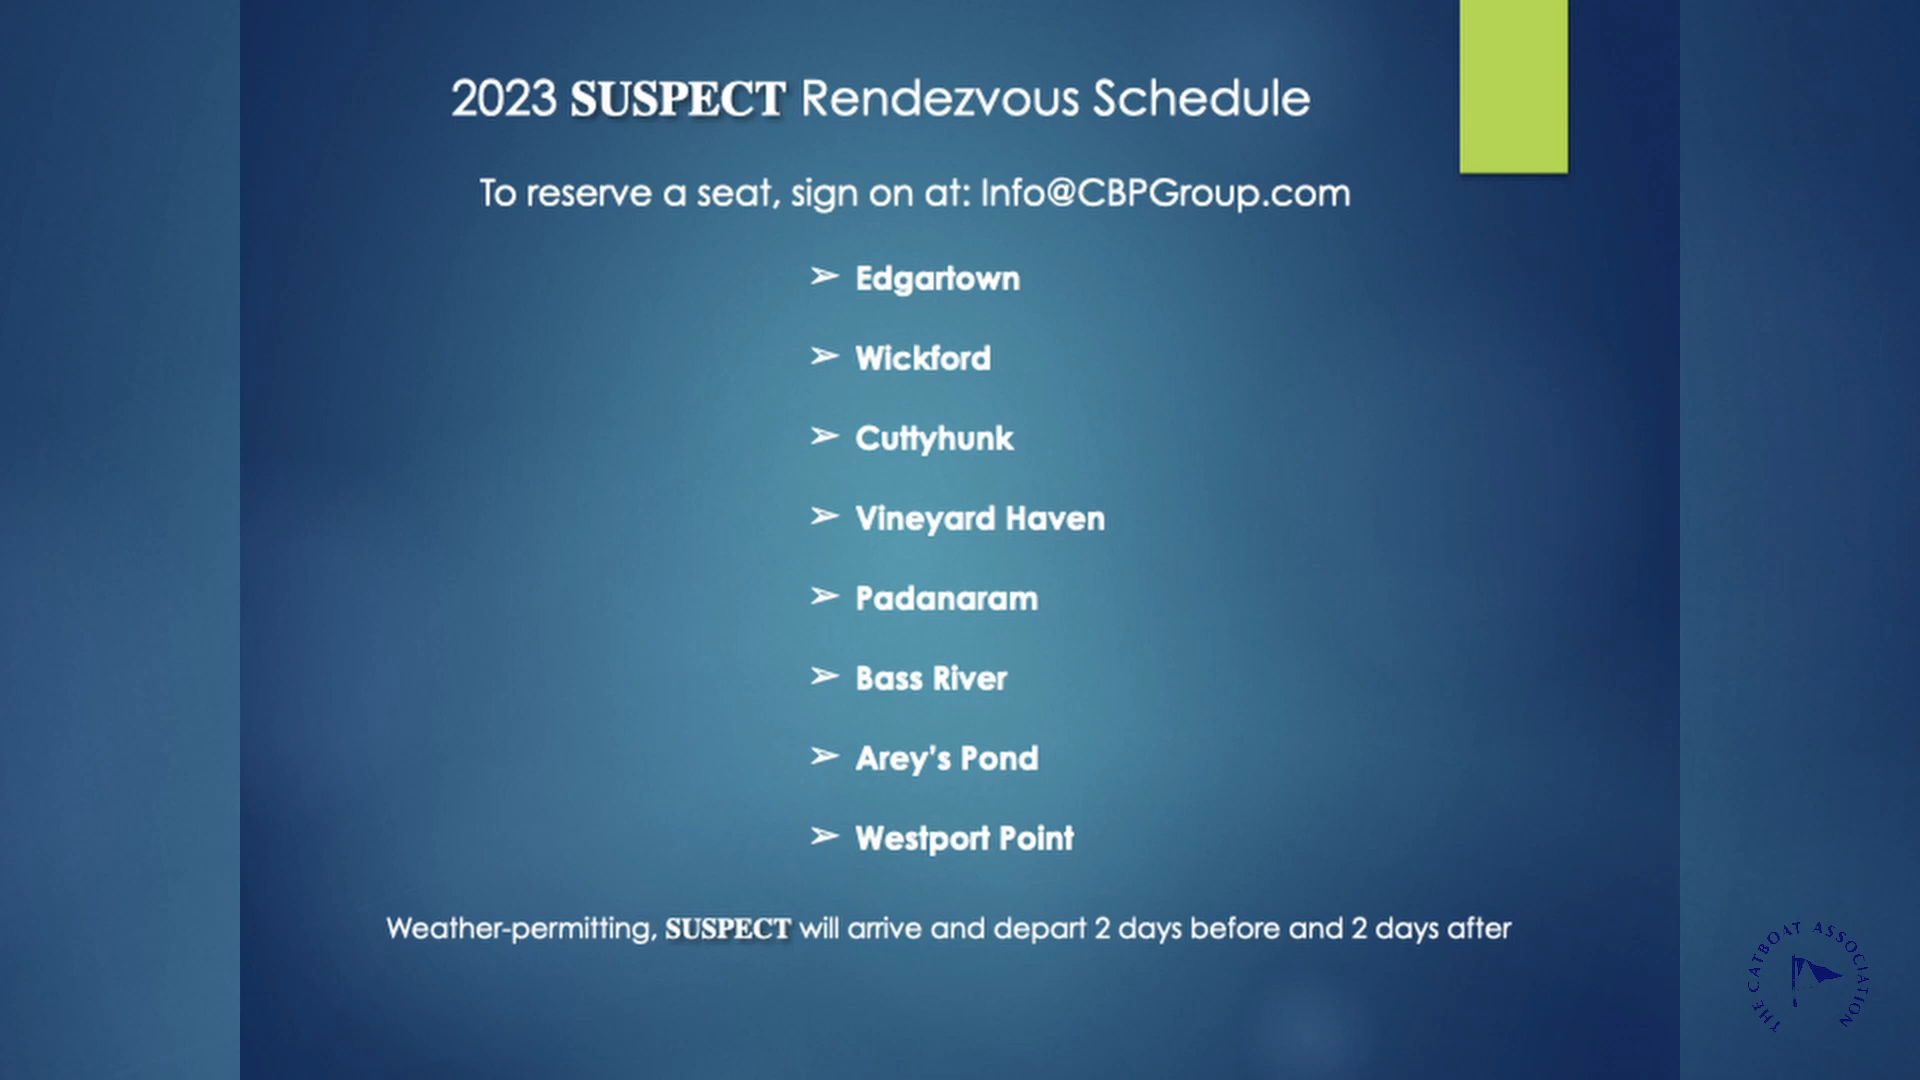 2023 SUSPECT Rendezvous Schedule
To reserve a seat, sign on at: Info@CBPGroup.com
➢ Edgartown
➢ Wickford
➢ Cuttyhunk
➢ Vineyard Haven
➢ Padanaram
➢ Bass River
➢ Arey's Pond
➢ Westport Point
Weather-permitting, SUSPECT will arrive and depart 2 days before and 2 days after
THE CATBOAT ASSOCIATION